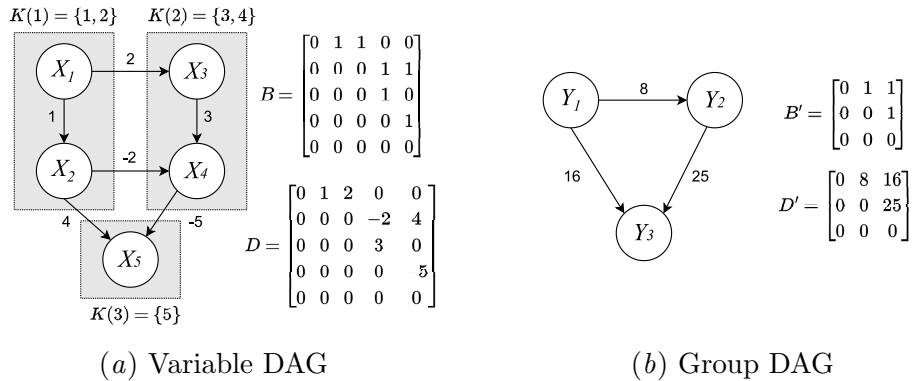 K(1) = {1, 2} K(2) = {3, 4}
X1 2 X3
1 3
X2 -2 X4
4 -5
X5
K(3) = {5}
B = [0 1 1 0 0
0 0 0 1 1
0 0 0 1 0
0 0 0 0 1
0 0 0 0 0]
D = [0 1 2 0 0
0 0 0 −2 4
0 0 0 3 0
0 0 0 0 5
0 0 0 0 0]
(a) Variable DAG
Y1 8 Y2
16 25
Y3
B′ = [0 1 1
0 0 1
0 0 0]
D′ = [0 8 16
0 0 25
0 0 0]
(b) Group DAG